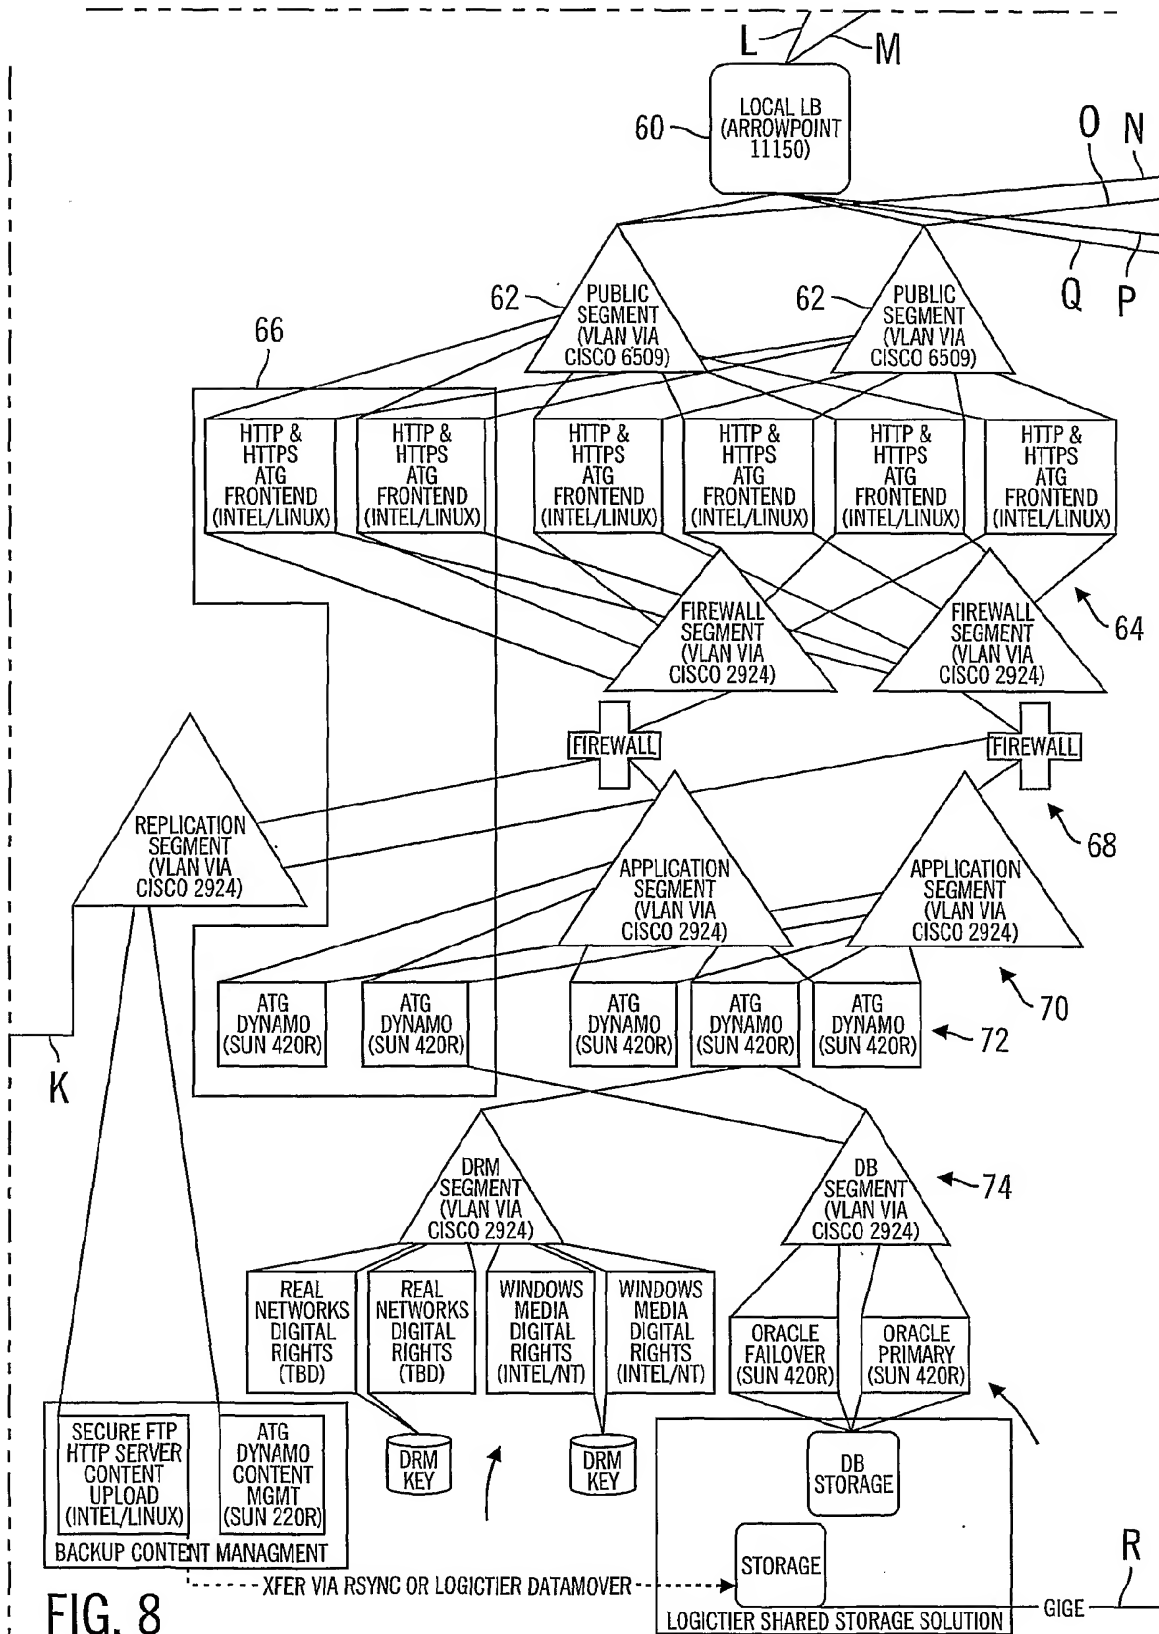 L
M
LOCAL LB
(ARROWPOINT
11150)
60
O
N
Q
P
62
PUBLIC
SEGMENT
(VLAN VIA
CISCO 6509)
62
PUBLIC
SEGMENT
(VLAN VIA
CISCO 6509)
66
HTTP &
HTTPS
ATG
FRONTEND
(INTEL/LINUX)
HTTP &
HTTPS
ATG
FRONTEND
(INTEL/LINUX)
HTTP &
HTTPS
ATG
FRONTEND
(INTEL/LINUX)
HTTP &
HTTPS
ATG
FRONTEND
(INTEL/LINUX)
HTTP &
HTTPS
ATG
FRONTEND
(INTEL/LINUX)
HTTP &
HTTPS
ATG
FRONTEND
(INTEL/LINUX)
FIREWALL
SEGMENT
(VLAN VIA
CISCO 2924)
FIREWALL
SEGMENT
(VLAN VIA
CISCO 2924)
64
FIREWALL
FIREWALL
68
REPLICATION
SEGMENT
(VLAN VIA
CISCO 2924)
APPLICATION
SEGMENT
(VLAN VIA
CISCO 2924)
APPLICATION
SEGMENT
(VLAN VIA
CISCO 2924)
70
ATG
DYNAMO
(SUN 420R)
ATG
DYNAMO
(SUN 420R)
ATG
DYNAMO
(SUN 420R)
ATG
DYNAMO
(SUN 420R)
ATG
DYNAMO
(SUN 420R)
72
K
DRM
SEGMENT
(VLAN VIA
CISCO 2924)
DB
SEGMENT
(VLAN VIA
CISCO 2924)
74
REAL
NETWORKS
DIGITAL
RIGHTS
(TBD)
REAL
NETWORKS
DIGITAL
RIGHTS
(TBD)
WINDOWS
MEDIA
DIGITAL
RIGHTS
(INTEL/NT)
WINDOWS
MEDIA
DIGITAL
RIGHTS
(INTEL/NT)
ORACLE
FAILOVER
(SUN 420R)
ORACLE
PRIMARY
(SUN 420R)
SECURE FTP
HTTP SERVER
CONTENT
UPLOAD
(INTEL/LINUX)
ATG
DYNAMO
CONTENT
MGMT
(SUN 220R)
BACKUP CONTENT MANAGMENT
DRM
KEY
DRM
KEY
DB
STORAGE
STORAGE
XFER VIA RSYNC OR LOGICTIER DATAMOVER
LOGICTIER SHARED STORAGE SOLUTION
GIGE
R
FIG. 8